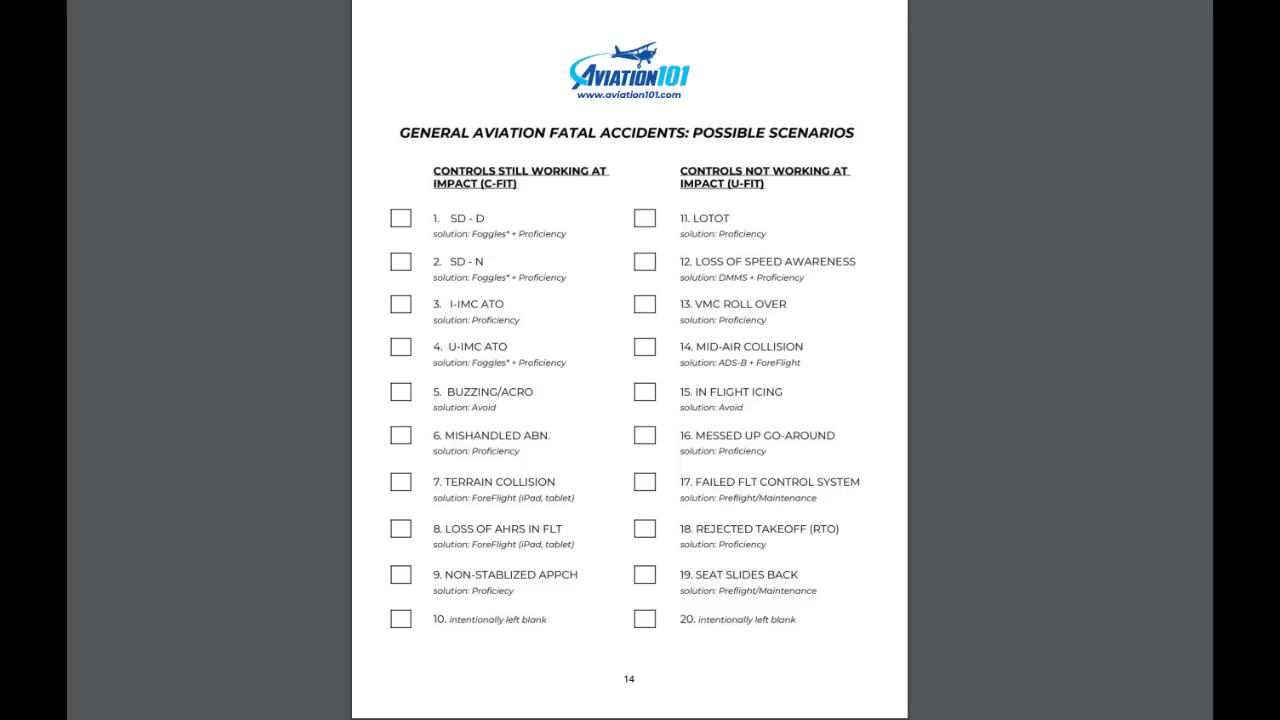 AVIATION101
www.aviation101.com
GENERAL AVIATION FATAL ACCIDENTS: POSSIBLE SCENARIOS
CONTROLS STILL WORKING AT
IMPACT (C-FIT)
1. SD - D
solution: Foggles* + Proficiency
2. SD - N
solution: Foggles* + Proficiency
3. I-IMC ATO
solution: Proficiency
4. U-IMC ATO
solution: Foggles* + Proficiency
5. BUZZING/ACRO
solution: Avoid
6. MISHANDLED ABN.
solution: Proficiency
7. TERRAIN COLLISION
solution: ForeFlight (iPad, tablet)
8. LOSS OF AHRS IN FLT
solution: ForeFlight (iPad, tablet)
9. NON-STABLIZED APPCH
solution: Proficiecy
10. intentionally left blank
CONTROLS NOT WORKING AT
IMPACT (U-FIT)
11. LOTOT
solution: Proficiency
12. LOSS OF SPEED AWARENESS
solution: DMMS + Proficiency
13. VMC ROLL OVER
solution: Proficiency
14. MID-AIR COLLISION
solution: ADS-B + ForeFlight
15. IN FLIGHT ICING
solution: Avoid
16. MESSED UP GO-AROUND
solution: Proficiency
17. FAILED FLT CONTROL SYSTEM
solution: Preflight/Maintenance
18. REJECTED TAKEOFF (RTO)
solution: Proficiency
19. SEAT SLIDES BACK
solution: Preflight/Maintenance
20. intentionally left blank
14